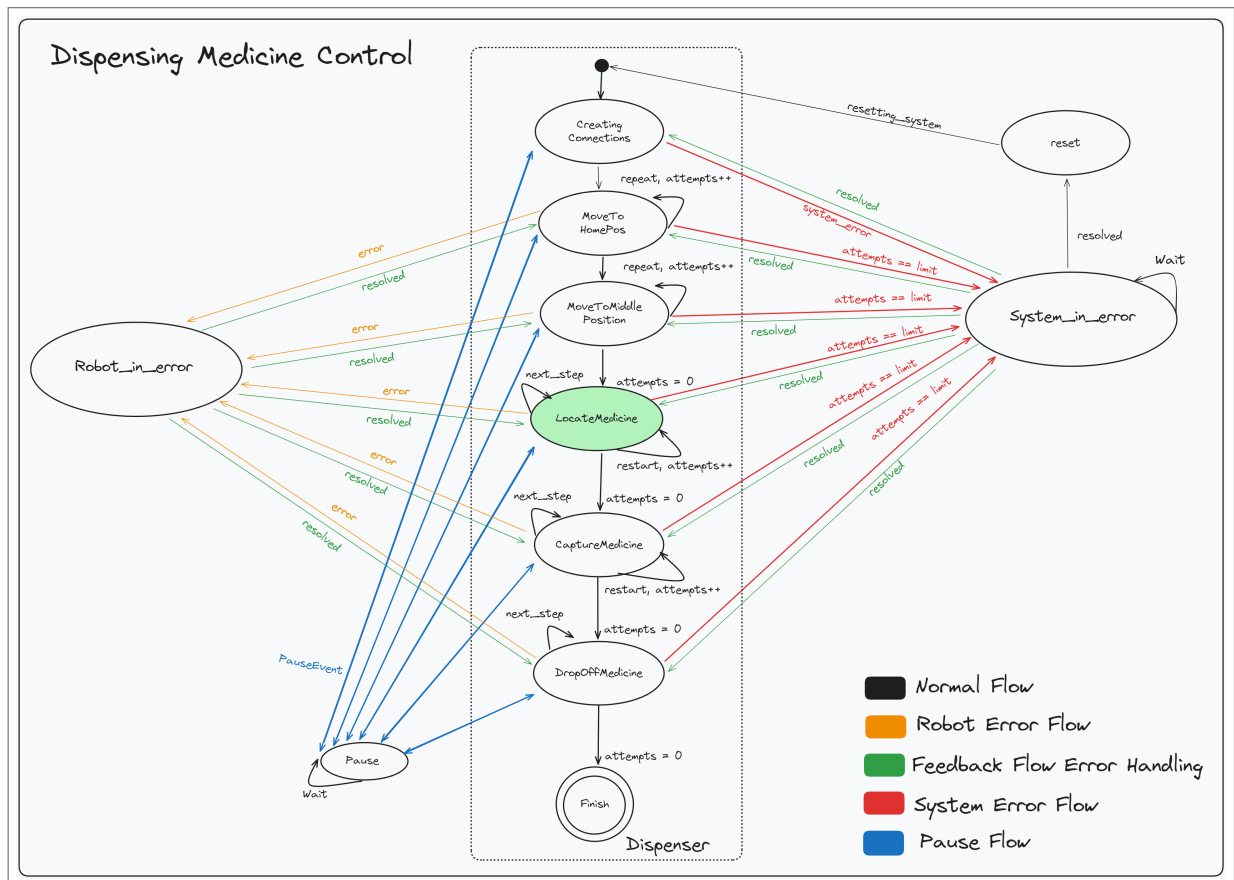 Dispensing Medicine Control
Creating
Connections
resetting_system
reset
repeat, attempts++
resolved
system_error
MoveTo
HomePos
error
resolved
attempts == limit
resolved
resolved
Wait
repeat, attempts++
MoveToMiddle
Position
attempts == limit
resolved
System_in_error
error
resolved
Robot_in_error
attempts == limit
resolved
next_step
attempts = 0
error
resolved
LocateMedicine
attempts == limit
restart, attempts++
error
resolved
attempts == limit
resolved
next_step
attempts = 0
resolved
error
resolved
CaptureMedicine
restart, attempts++
next_step
attempts = 0
DropOffMedicine
PauseEvent
Pause
Wait
attempts = 0
Finish
Dispenser
Normal Flow
Robot Error Flow
Feedback Flow Error Handling
System Error Flow
Pause Flow